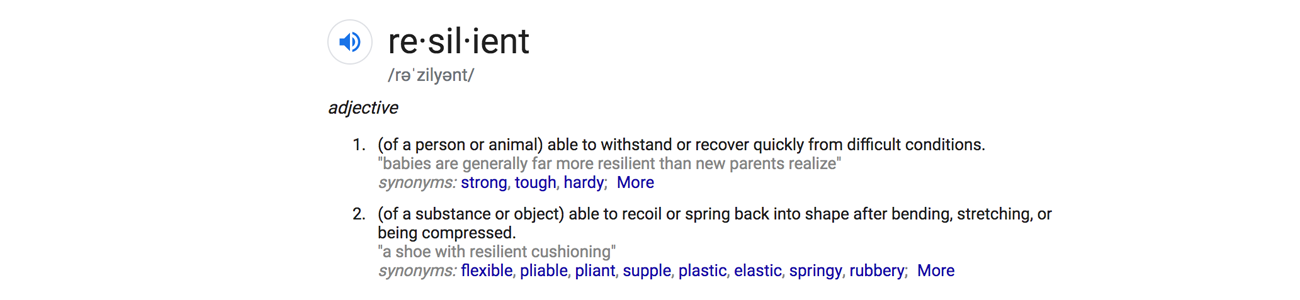 re·sil·ient
/rəˈzilyənt/
adjective
1. (of a person or animal) able to withstand or recover quickly from difficult conditions.
"babies are generally far more resilient than new parents realize"
synonyms: strong, tough, hardy; More
2. (of a substance or object) able to recoil or spring back into shape after bending, stretching, or
being compressed.
"a shoe with resilient cushioning"
synonyms: flexible, pliable, pliant, supple, plastic, elastic, springy, rubbery; More